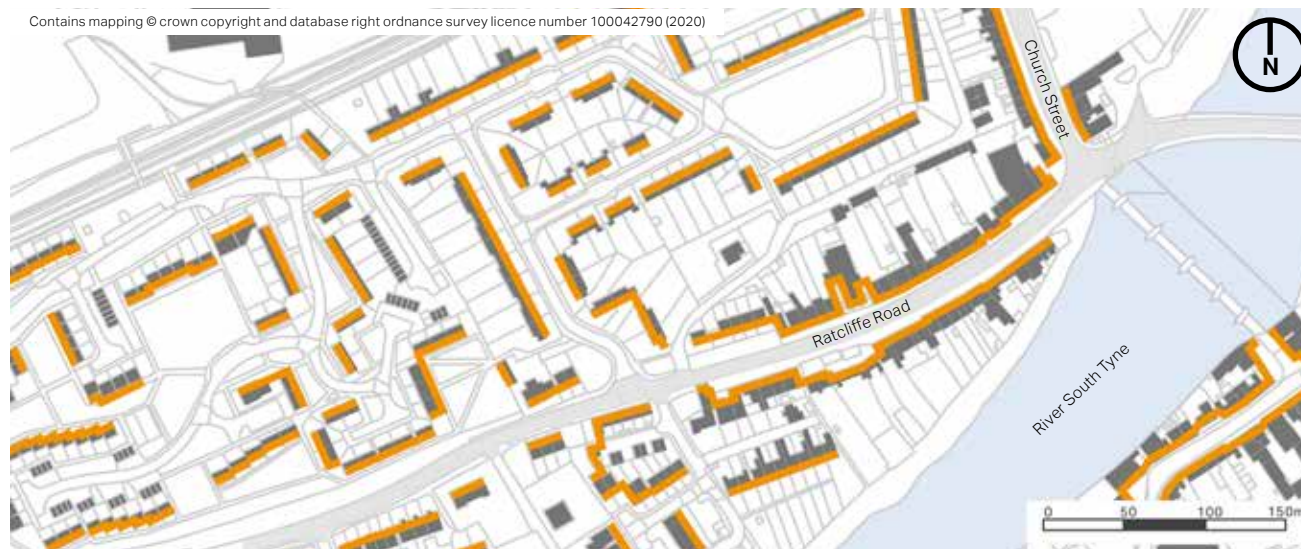 Contains mapping © crown copyright and database right ordnance survey licence number 100042790 (2020)
N
Church Street
Ratcliffe Road
River South Tyne
0 50 100 150m